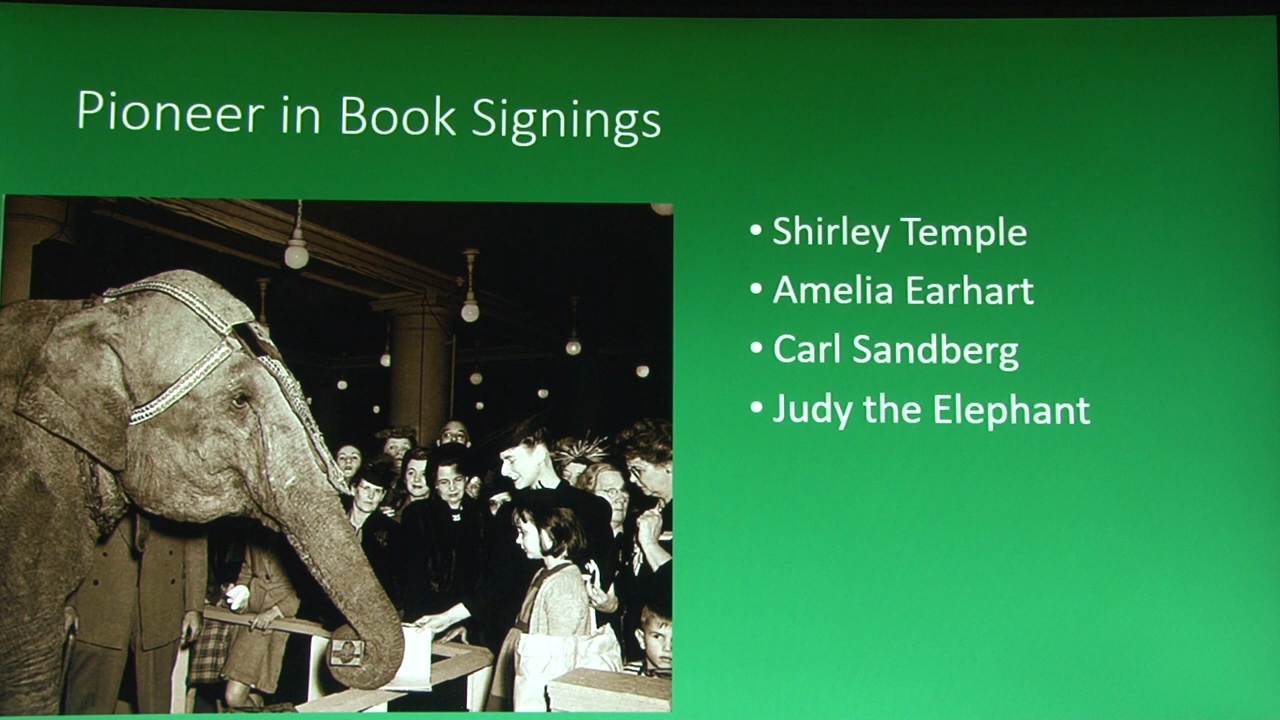 Pioneer in Book Signings
• Shirley Temple
• Amelia Earhart
• Carl Sandberg
• Judy the Elephant